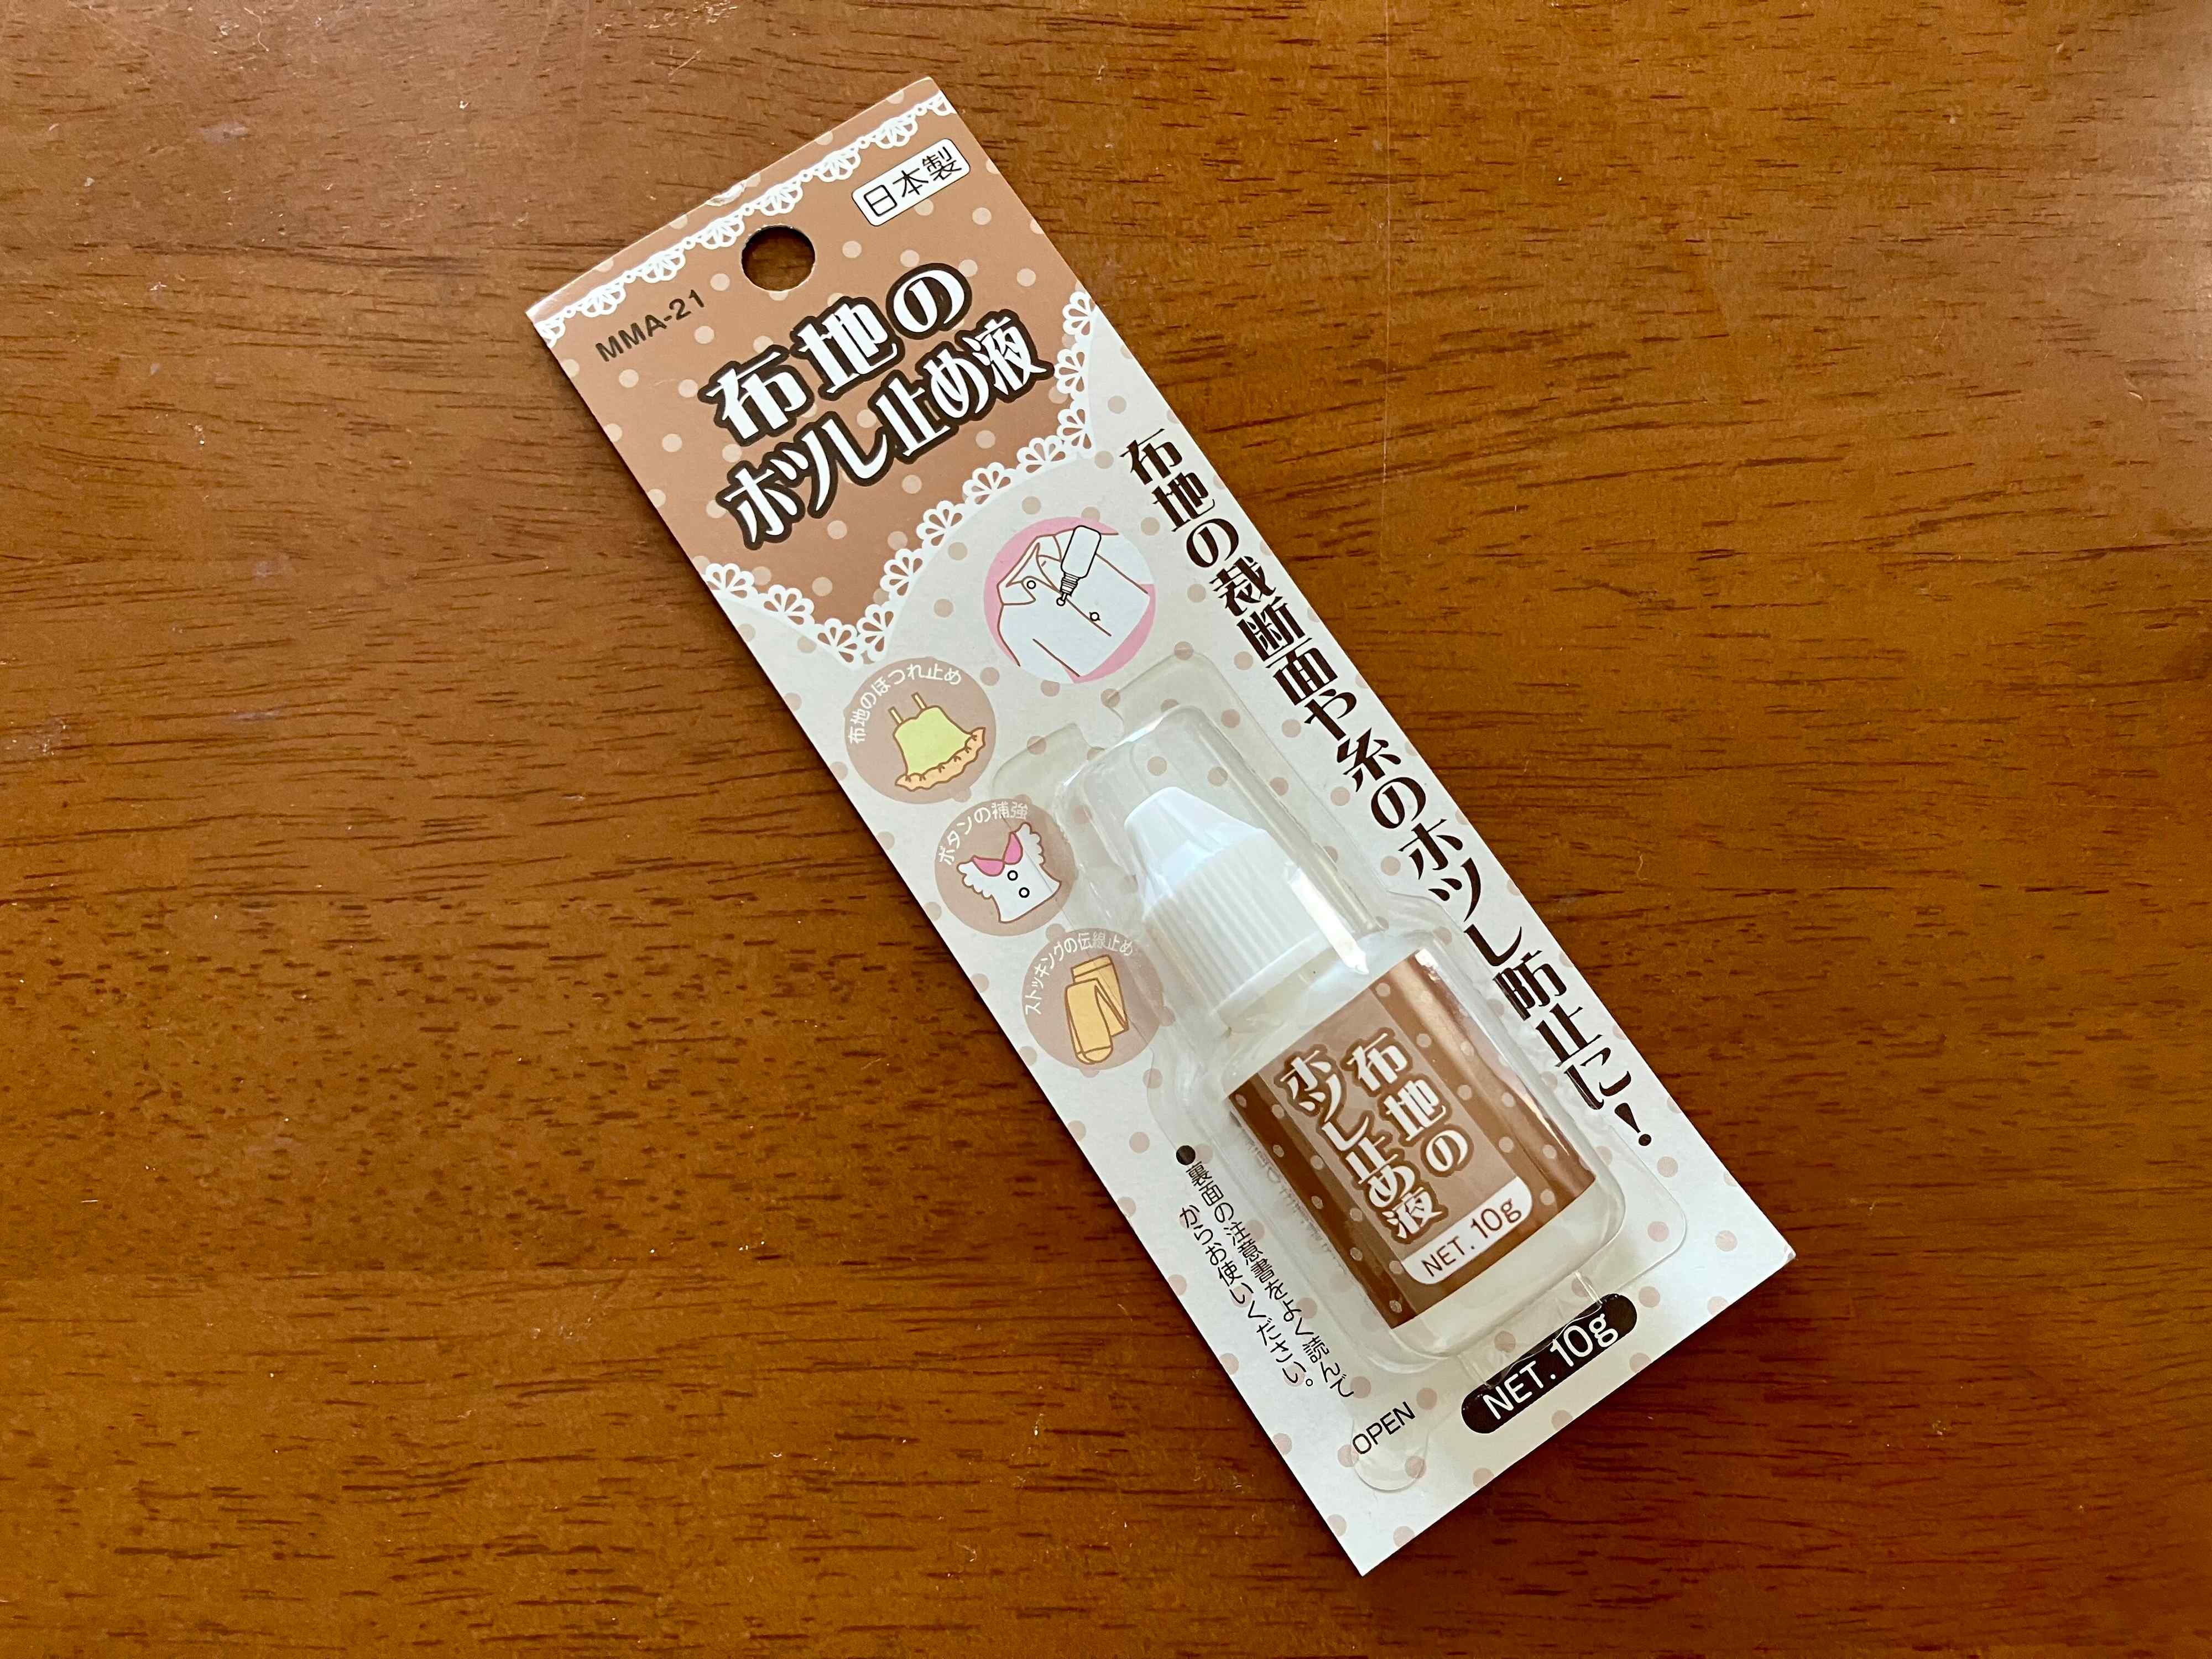 日本製
MMA-21
布地の
ホツレ止め液
布地の裁断面や糸のホツレ防止に!
布地のほつれ止め
ボタンの補強
ストッキングの伝線止め
布地の
ホツレ止め液
NET. 10g
●裏面の注意書をよく読んで
からお使いください。
NET. 10g
OPEN